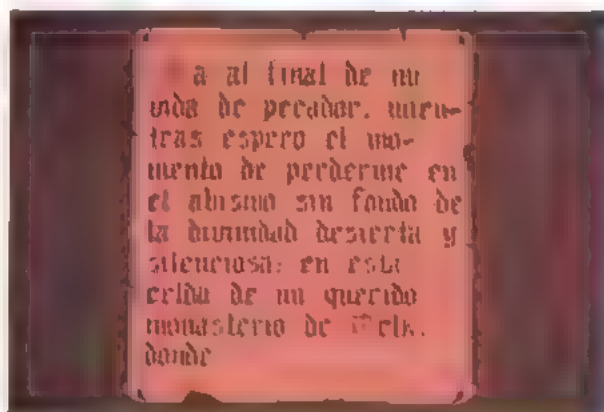 a al final de mi
vida de pecador, mien-
tras espero el mo-
mento de perderme en
el abismo sin fondo de
la divinidad desierta y
silenciosa; en esta
celda de mi querido
monasterio de Melk,
donde